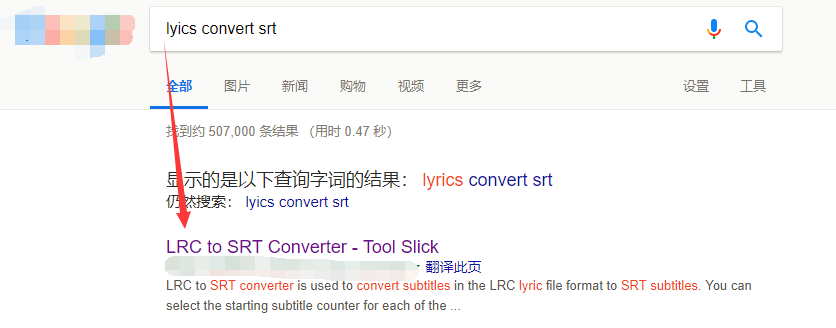 lyics convert srt
全部 图片 新闻 购物 视频 更多 设置 工具
找到约 507,000 条结果 （用时 0.47 秒）
显示的是以下查询字词的结果： lyrics convert srt
仍然搜索： lyics convert srt
LRC to SRT Converter - Tool Slick
翻译此页
LRC to SRT converter is used to convert subtitles in the LRC lyric file format to SRT subtitles. You can
select the starting subtitle counter for each of the ...